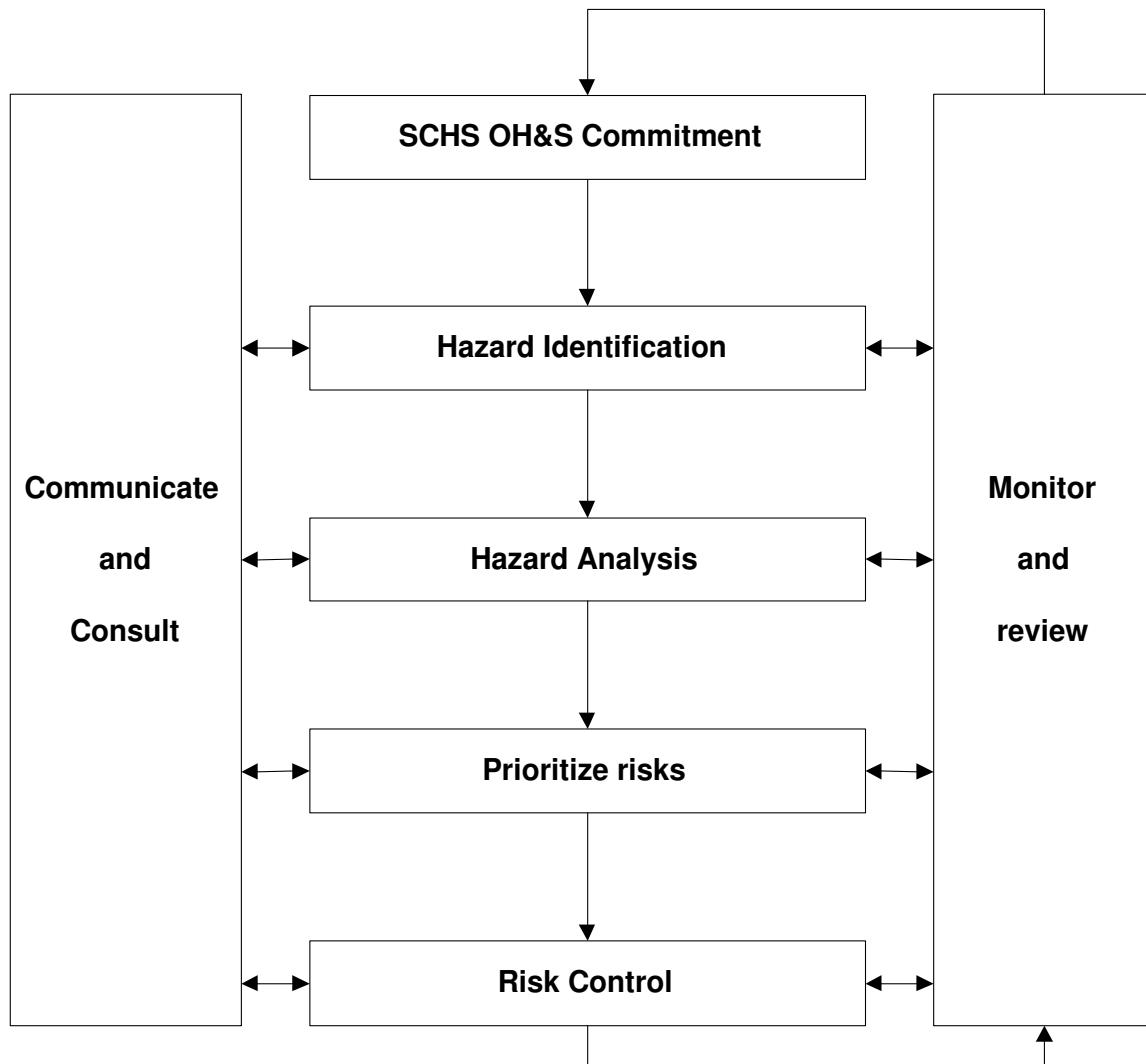 SCHS OH&S Commitment
Hazard Identification
Communicate
and
Consult
Monitor
and
review
Hazard Analysis
Prioritize risks
Risk Control